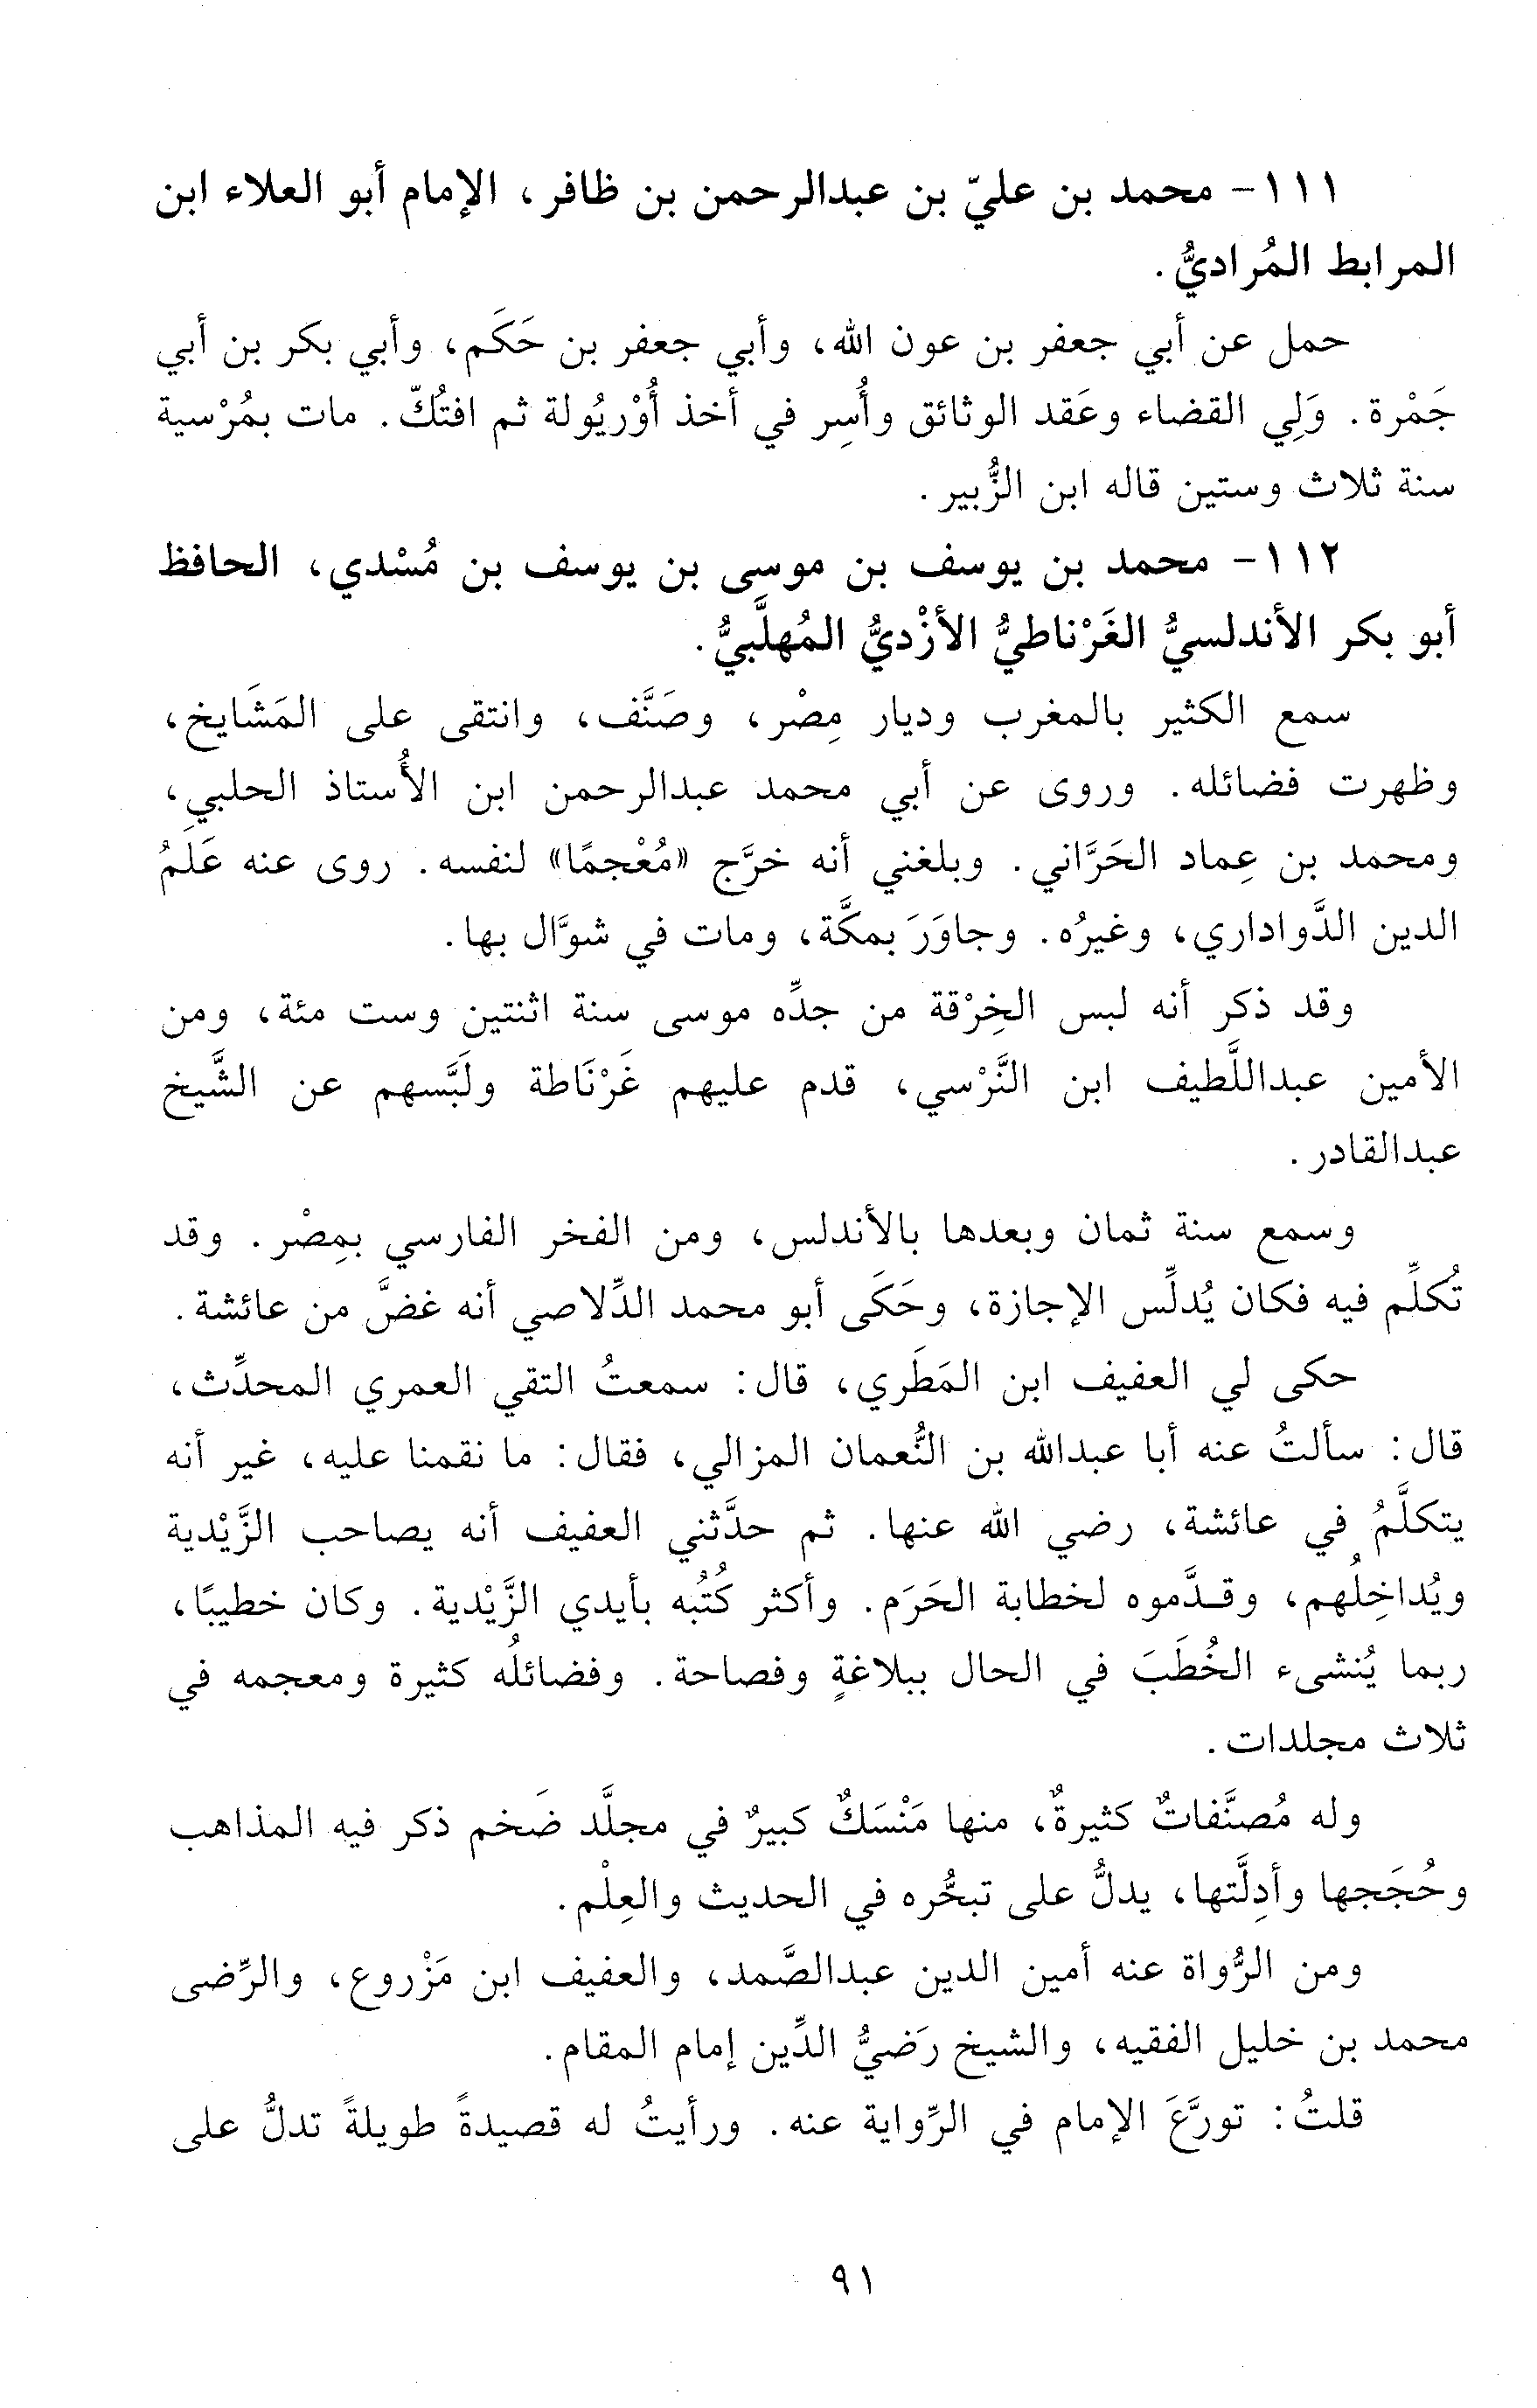 ١١١- محمد بن عليّ بن عبدالرحمن بن ظافر، الإمام أبو العلاء ابن
المرابط المُراديُّ.
حمل عن أبي جعفر بن عون الله، وأبي جعفر بن حَكَم، وأبي بكر بن أبي
جَمْرة. وَلِي القضاء وعَقد الوثائق وأُسِر في أخذ أُوْريُولة ثم افتُكّ. مات بمُرْسية
سنة ثلاث وستين قاله ابن الزُّبير.
١١٢- محمد بن يوسف بن موسى بن يوسف بن مُسْدي، الحافظ
أبو بكر الأندلسيُّ الغَرْناطيُّ الأزْديُّ المُهلَّبيُّ.
سمع الكثير بالمغرب وديار مِصْر، وصَنَّف، وانتقى على المَشَايخ،
وظهرت فضائله. وروى عن أبي محمد عبدالرحمن ابن الأُستاذ الحلبي،
ومحمد بن عِماد الحَرَّاني. وبلغني أنه خرَّج «مُعْجمًا» لنفسه. روى عنه عَلَمُ
الدين الدَّواداري، وغيرُه. وجاوَرَ بمكَّة، ومات في شوَّال بها.
وقد ذكر أنه لبس الخِرْقة من جدِّه موسى سنة اثنتين وست مئة، ومن
الأمين عبداللَّطيف ابن النَّرْسي، قدم عليهم غَرْنَاطة ولَبَّسهم عن الشَّيخ
عبدالقادر.
وسمع سنة ثمان وبعدها بالأندلس، ومن الفخر الفارسي بمِصْر. وقد
تُكلِّم فيه فكان يُدلِّس الإجازة، وحَكَى أبو محمد الدِّلاصي أنه غضَّ من عائشة.
حكى لي العفيف ابن المَطَري، قال: سمعتُ التقي العمري المحدِّث،
قال: سألتُ عنه أبا عبدالله بن النُّعمان المزالي، فقال: ما نقمنا عليه، غير أنه
يتكلَّمُ في عائشة، رضي الله عنها. ثم حدَّثني العفيف أنه يصاحب الزَّيْدية
ويُداخِلُهم، وقدَّموه لخطابة الحَرَم. وأكثر كُتُبه بأيدي الزَّيْدية. وكان خطيبًا،
ربما يُنشىء الخُطَبَ في الحال ببلاغةٍ وفصاحة. وفضائلُه كثيرة ومعجمه في
ثلاث مجلدات.
وله مُصنَّفاتٌ كثيرةٌ، منها مَنْسَكٌ كبيرٌ في مجلَّد ضَخم ذكر فيه المذاهب
وحُجَجها وأدِلَّتها، يدلُّ على تبحُّره في الحديث والعِلْم.
ومن الرُّواة عنه أمين الدين عبدالصَّمد، والعفيف ابن مَزْروع، والرِّضى
محمد بن خليل الفقيه، والشيخ رَضيُّ الدِّين إمام المقام.
قلتُ: تورَّعَ الإمام في الرِّواية عنه. ورأيتُ له قصيدةً طويلةً تدلُّ على
٩١